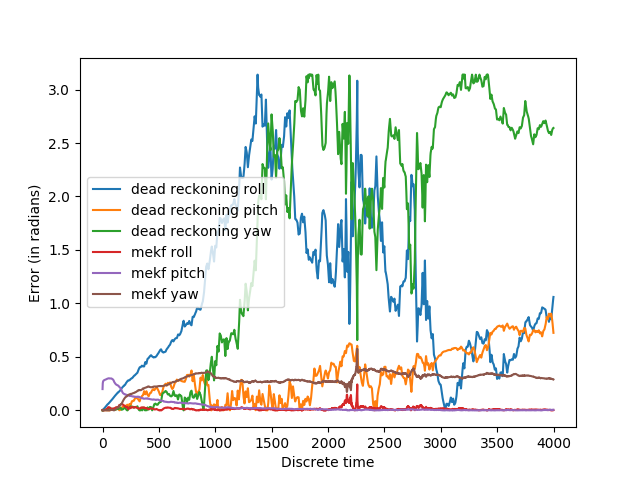 3.0
2.5
2.0
1.5
1.0
0.5
0.0
Error (in radians)
dead reckoning roll
dead reckoning pitch
dead reckoning yaw
mekf roll
mekf pitch
mekf yaw
0 500 1000 1500 2000 2500 3000 3500 4000
Discrete time